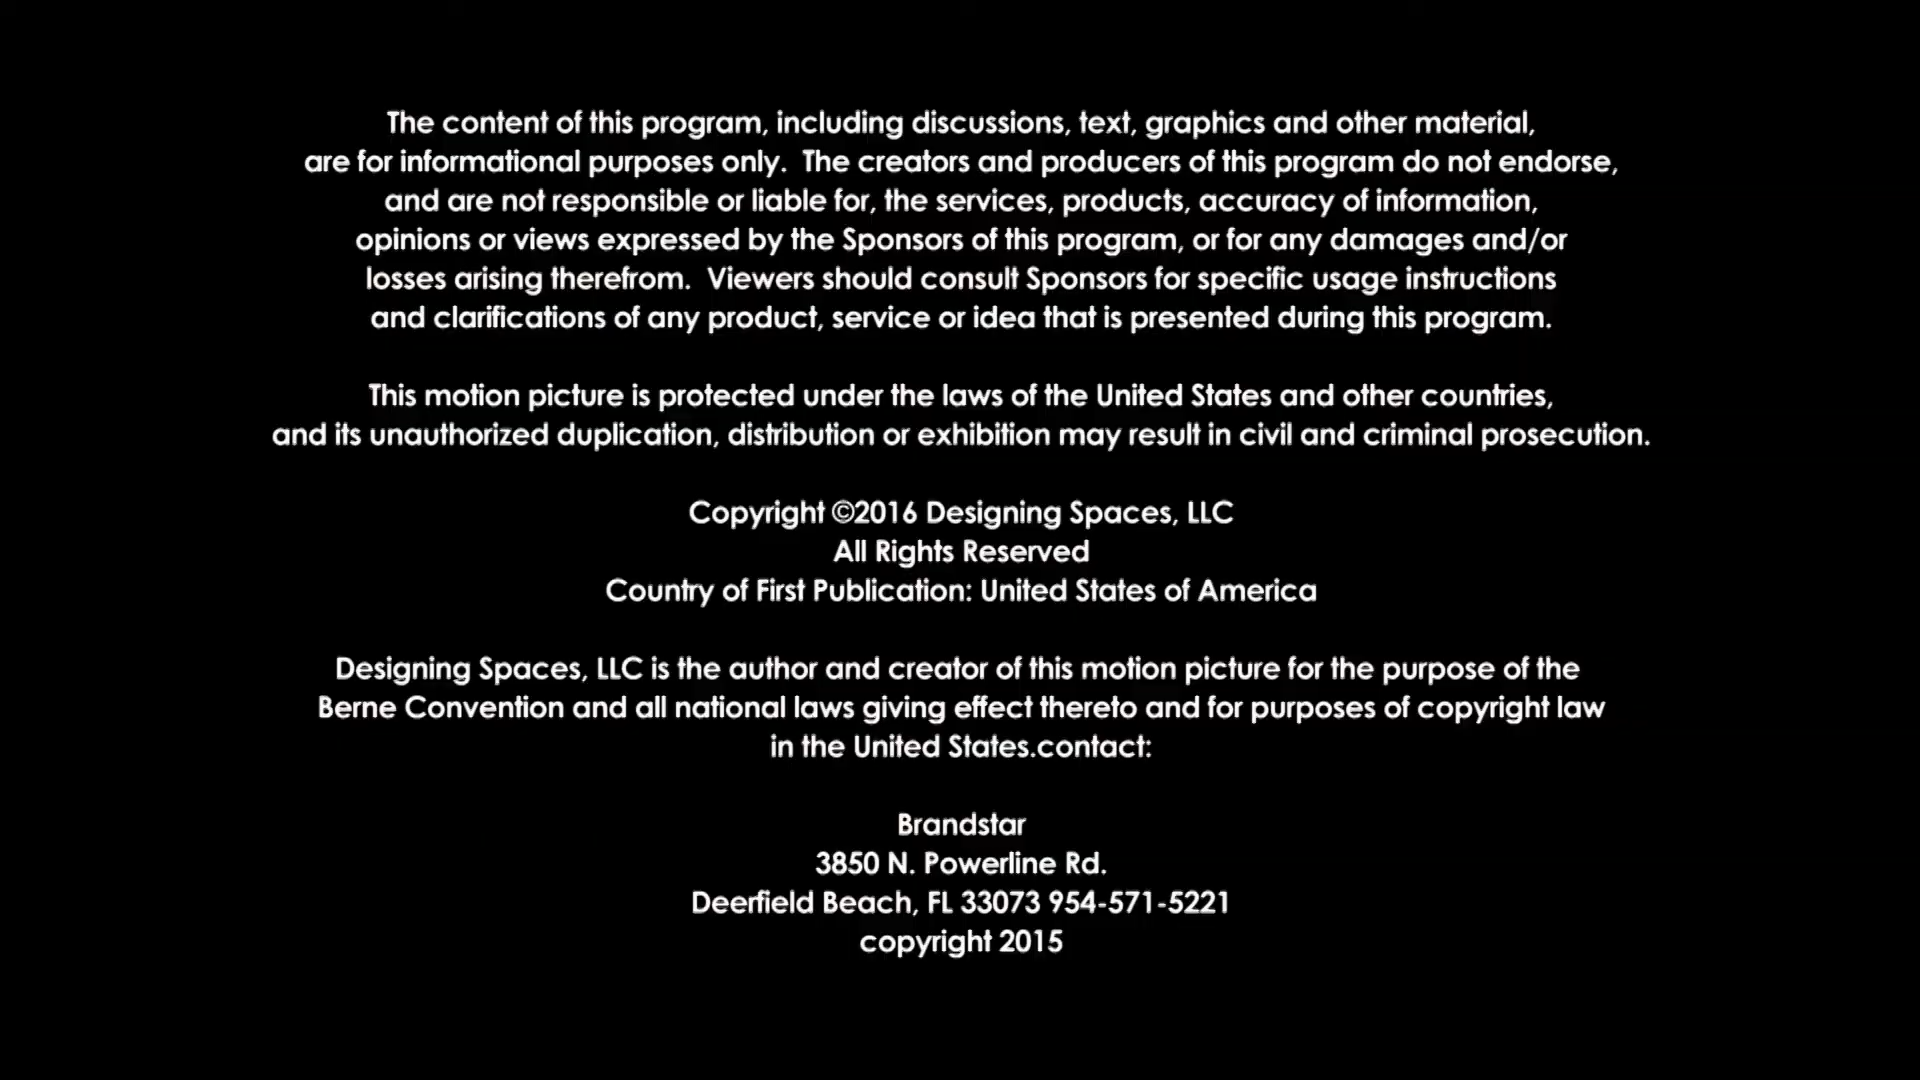 The content of this program, including discussions, text, graphics and other material,
are for informational purposes only.  The creators and producers of this program do not endorse,
and are not responsible or liable for, the services, products, accuracy of information,
opinions or views expressed by the Sponsors of this program, or for any damages and/or
losses arising therefrom.  Viewers should consult Sponsors for specific usage instructions
and clarifications of any product, service or idea that is presented during this program.
This motion picture is protected under the laws of the United States and other countries,
and its unauthorized duplication, distribution or exhibition may result in civil and criminal prosecution.
Copyright ©2016 Designing Spaces, LLC
All Rights Reserved
Country of First Publication: United States of America
Designing Spaces, LLC is the author and creator of this motion picture for the purpose of the
Berne Convention and all national laws giving effect thereto and for purposes of copyright law
in the United States.contact:
Brandstar
3850 N. Powerline Rd.
Deerfield Beach, FL 33073 954-571-5221
copyright 2015